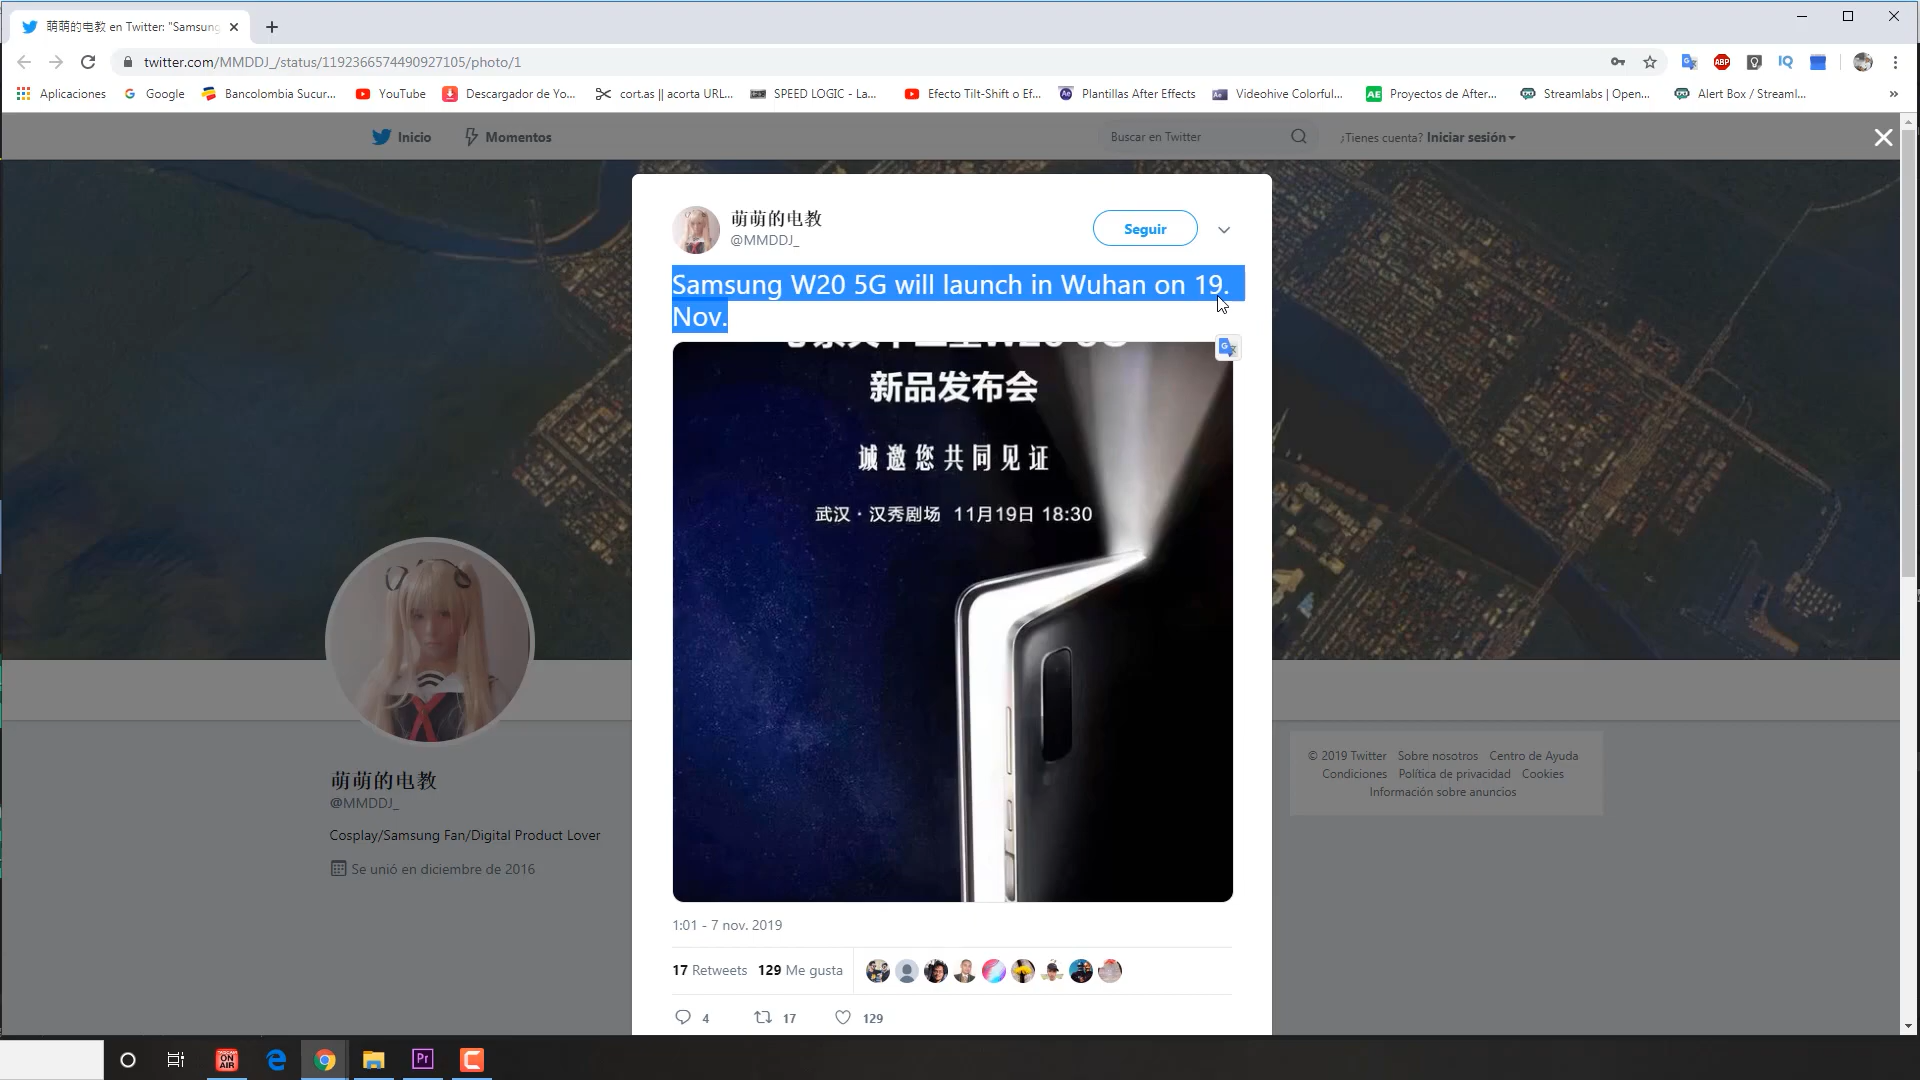 萌萌的电教 en Twitter: "Samsung
twitter.com/MMDDJ_/status/1192366574490927105/photo/1
ABP
IQ
Aplicaciones
Google
Bancolombia Sucur...
YouTube
Descargador de Yo...
cort.as || acorta URL...
SPEED LOGIC - La...
Efecto Tilt-Shift o Ef...
Ae Plantillas After Effects
Videohive Colorful...
AE Proyectos de After...
Streamlabs | Open...
Alert Box / Streaml...
»
Inicio
Momentos
Buscar en Twitter
¿Tienes cuenta? Iniciar sesión
萌萌的电教
@MMDDJ_
Seguir
Samsung W20 5G will launch in Wuhan on 19.
Nov.
新品发布会
诚邀您共同见证
武汉·汉秀剧场 11月19日 18:30
萌萌的电教
@MMDDJ_
Cosplay/Samsung Fan/Digital Product Lover
Se unió en diciembre de 2016
© 2019 Twitter Sobre nosotros Centro de Ayuda
Condiciones Política de privacidad Cookies
Información sobre anuncios
1:01 - 7 nov. 2019
17 Retweets 129 Me gusta
4 17 129
ON AIR
Pr